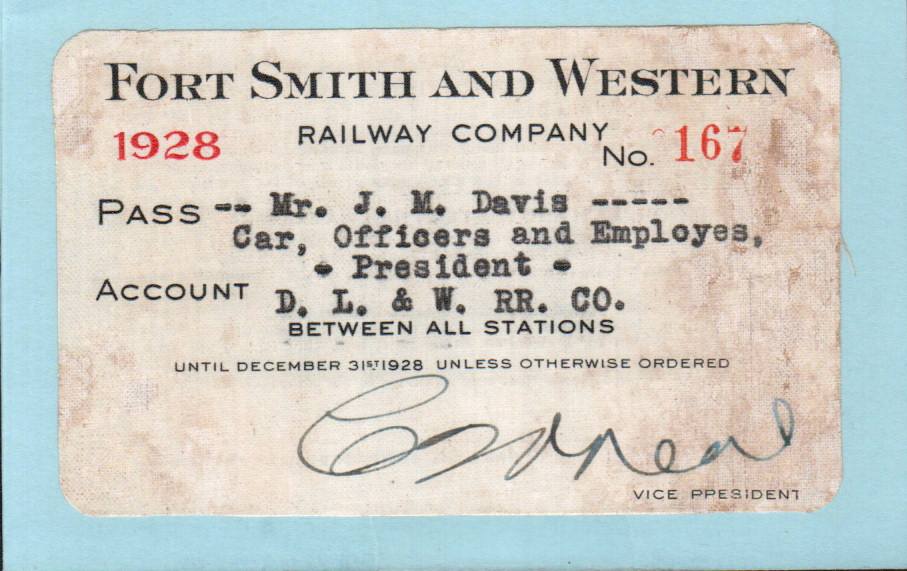 FORT SMITH AND WESTERN
1928 RAILWAY COMPANY No. 167
PASS -- Mr. J. M. Davis -----
Car, Officers and Employes,
- President -
ACCOUNT D. L. & W. RR. CO.
BETWEEN ALL STATIONS
UNTIL DECEMBER 31ST 1928 UNLESS OTHERWISE ORDERED
VICE PRESIDENT